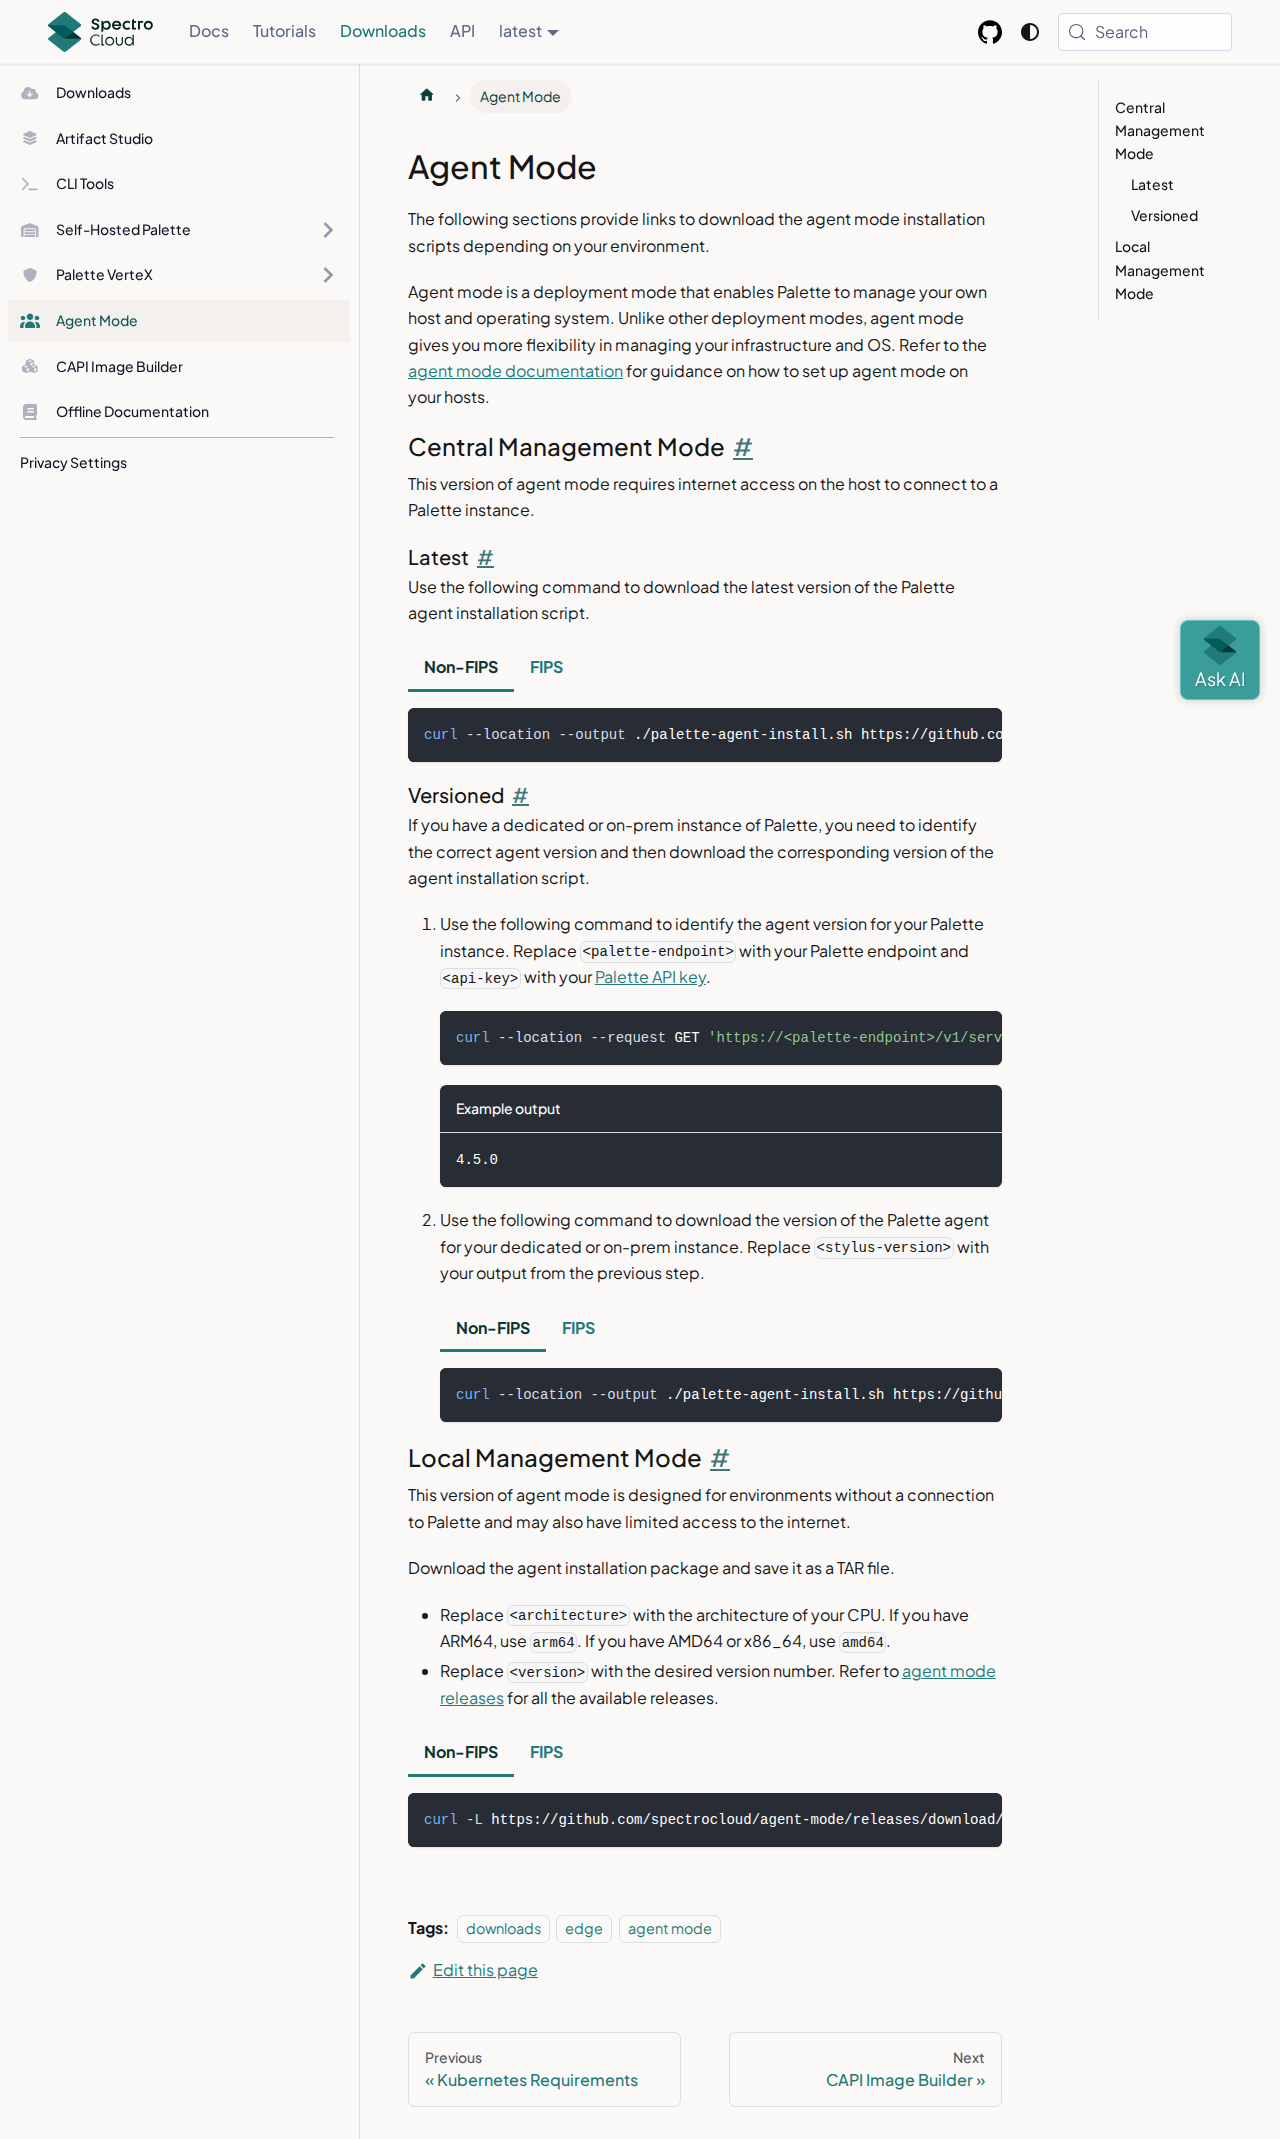 Spectro Cloud
Docs
Tutorials
Downloads
API
latest
Search
Downloads
Artifact Studio
CLI Tools
Self-Hosted Palette
Palette VerteX
Agent Mode
CAPI Image Builder
Offline Documentation
Privacy Settings
Agent Mode
Agent Mode
The following sections provide links to download the agent mode installation
scripts depending on your environment.
Agent mode is a deployment mode that enables Palette to manage your own
host and operating system. Unlike other deployment modes, agent mode
gives you more flexibility in managing your infrastructure and OS. Refer to the
agent mode documentation for guidance on how to set up agent mode on
your hosts.
Central Management Mode #
This version of agent mode requires internet access on the host to connect to a
Palette instance.
Latest #
Use the following command to download the latest version of the Palette
agent installation script.
Non-FIPS FIPS
curl --location --output ./palette-agent-install.sh https://github.co
Versioned #
If you have a dedicated or on-prem instance of Palette, you need to identify
the correct agent version and then download the corresponding version of the
agent installation script.
1. Use the following command to identify the agent version for your Palette
instance. Replace <palette-endpoint> with your Palette endpoint and
<api-key> with your Palette API key.
curl --location --request GET 'https://<palette-endpoint>/v1/serv
Example output
4.5.0
2. Use the following command to download the version of the Palette agent
for your dedicated or on-prem instance. Replace <stylus-version> with
your output from the previous step.
Non-FIPS FIPS
curl --location --output ./palette-agent-install.sh https://githu
Local Management Mode #
This version of agent mode is designed for environments without a connection
to Palette and may also have limited access to the internet.
Download the agent installation package and save it as a TAR file.
Replace <architecture> with the architecture of your CPU. If you have
ARM64, use arm64. If you have AMD64 or x86_64, use amd64.
Replace <version> with the desired version number. Refer to agent mode
releases for all the available releases.
Non-FIPS FIPS
curl -L https://github.com/spectrocloud/agent-mode/releases/download/
Tags: downloads edge agent mode
Edit this page
Previous
« Kubernetes Requirements
Next
CAPI Image Builder »
Central
Management
Mode
Latest
Versioned
Local
Management
Mode
Ask AI